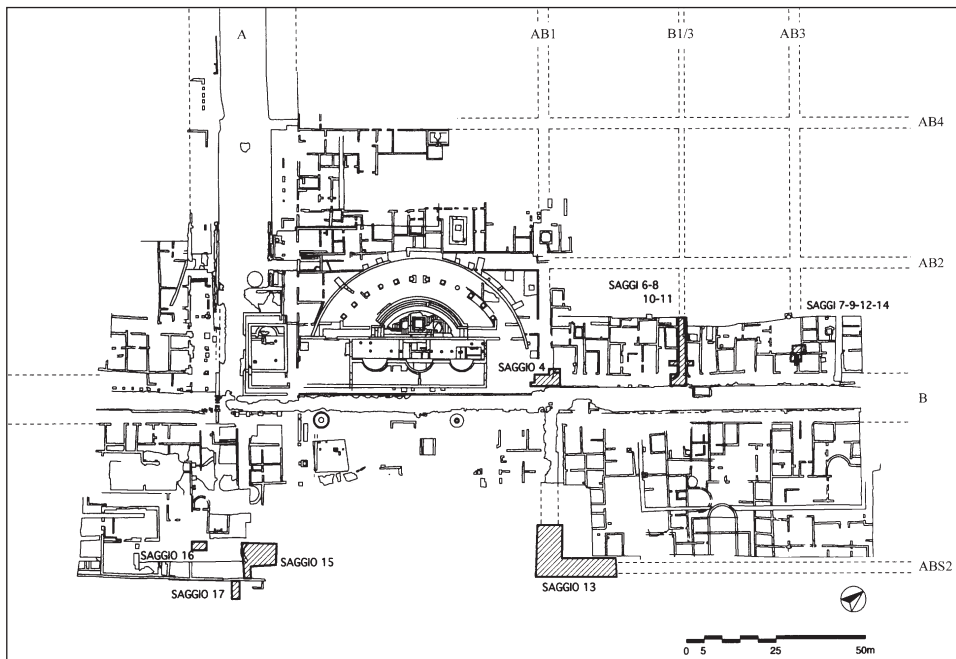 A
AB1
B1/3
AB3
AB4
AB2
SAGGI 6-8
10-11
SAGGI 7-9-12-14
SAGGIO 4
B
SAGGIO 16
SAGGIO 15
SAGGIO 17
SAGGIO 13
ABS2
0 5 25 50m